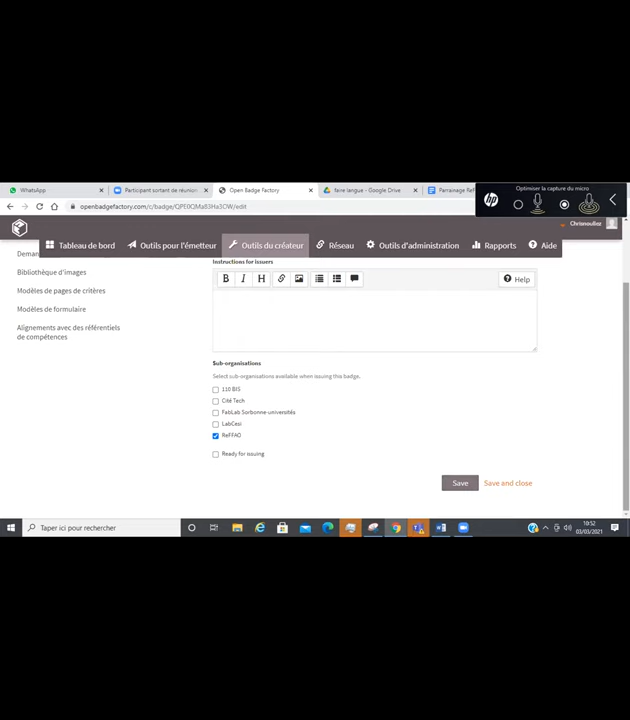 Optimiser la capture du micro
WhatsApp
Participant sortant de réunion
Open Badge Factory
foire langue - Google Drive
Parrainage ReF
openbadgefactory.com/c/badge/QPE0QMa83Ha3OW/edit
Chrisnoullez
Tableau de bord
Outils pour l'émetteur
Outils du créateur
Réseau
Outils d'administration
Rapports
Aide
Deman
Bibliothèque d'images
Modèles de pages de critères
Modèles de formulaire
Alignements avec des référentiels
de compétences
Instructions for issuers
B I H
Help
Sub-organisations
Select sub-organisations available when issuing this badge.
110 BIS
Cité Tech
FabLab Sorbonne-universités
LabCesi
ReFFAO
Ready for issuing
Save
Save and close
Taper ici pour rechercher
10:52
03/03/2021